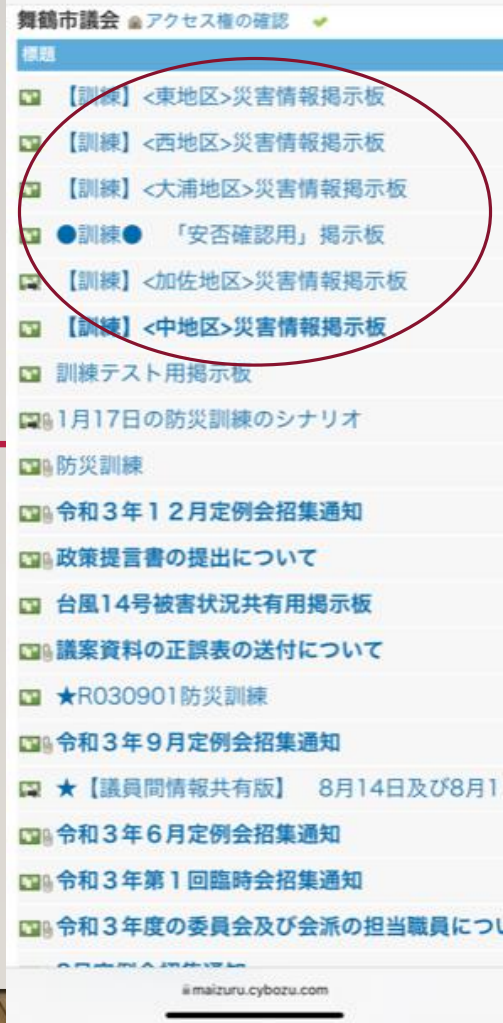 舞鶴市議会 アクセス権の確認
標題
【訓練】<東地区>災害情報掲示板
【訓練】<西地区>災害情報掲示板
【訓練】<大浦地区>災害情報掲示板
●訓練● 「安否確認用」掲示板
【訓練】<加佐地区>災害情報掲示板
【訓練】<中地区>災害情報掲示板
訓練テスト用掲示板
1月17日の防災訓練のシナリオ
防災訓練
令和3年12月定例会招集通知
政策提言書の提出について
台風14号被害状況共有用掲示板
議案資料の正誤表の送付について
★R030901防災訓練
令和3年9月定例会招集通知
★【議員間情報共有版】 8月14日及び8月1
令和3年6月定例会招集通知
令和3年第1回臨時会招集通知
令和3年度の委員会及び会派の担当職員につ
maizuru.cybozu.com